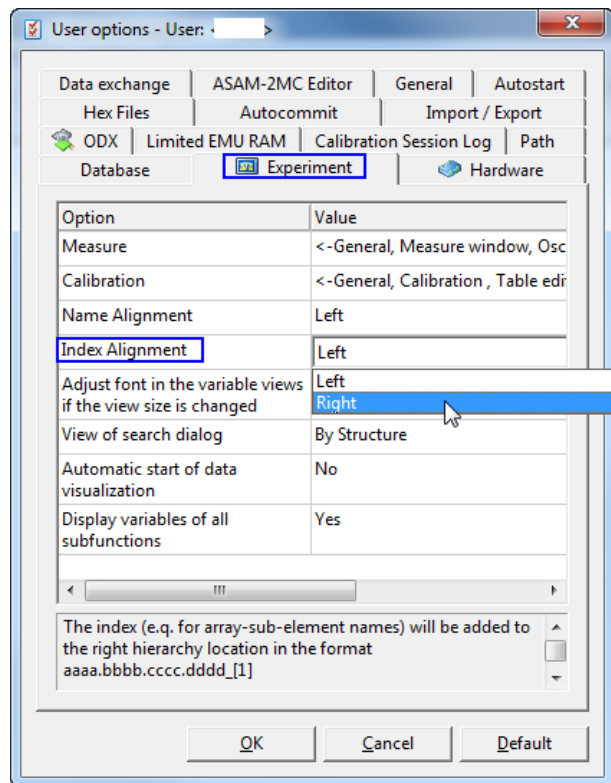 User options - User: < >
Data exchange
ASAM-2MC Editor
General
Autostart
Hex Files
Autocommit
Import / Export
ODX
Limited EMU RAM
Calibration Session Log
Path
Database
Experiment
Hardware
Option
Value
Measure
<-General, Measure window, Osc
Calibration
<-General, Calibration , Table edi
Name Alignment
Left
Index Alignment
Left
Left
Right
Adjust font in the variable views
if the view size is changed
View of search dialog
By Structure
Automatic start of data
visualization
No
Display variables of all
subfunctions
Yes
The index (e.q. for array-sub-element names) will be added to
the right hierarchy location in the format
aaaa.bbbb.cccc.dddd_[1]
OK
Cancel
Default